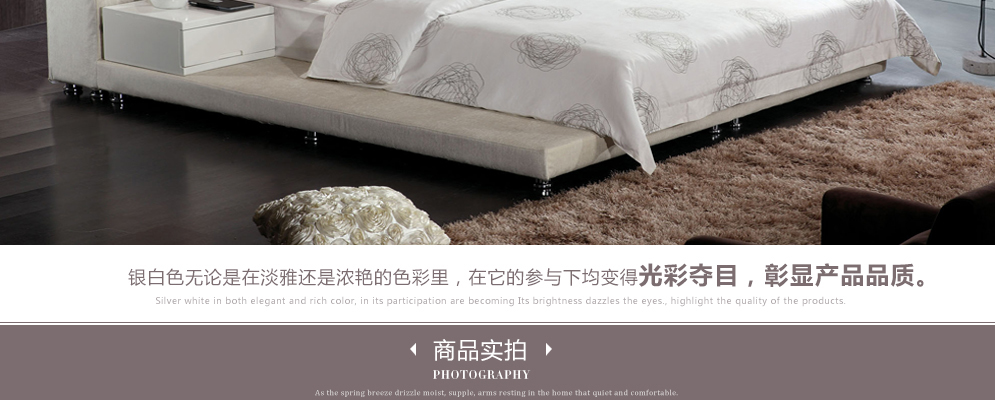 银白色无论是在淡雅还是浓艳的色彩里，在它的参与下均变得光彩夺目，彰显产品品质。
Silver white in both elegant and rich color, in its participation are becoming Its brightness dazzles the eyes., highlight the quality of the products.
商品实拍
PHOTOGRAPHY
As the spring breeze drizzle moist, supple, arms resting in the home that quiet and comfortable.